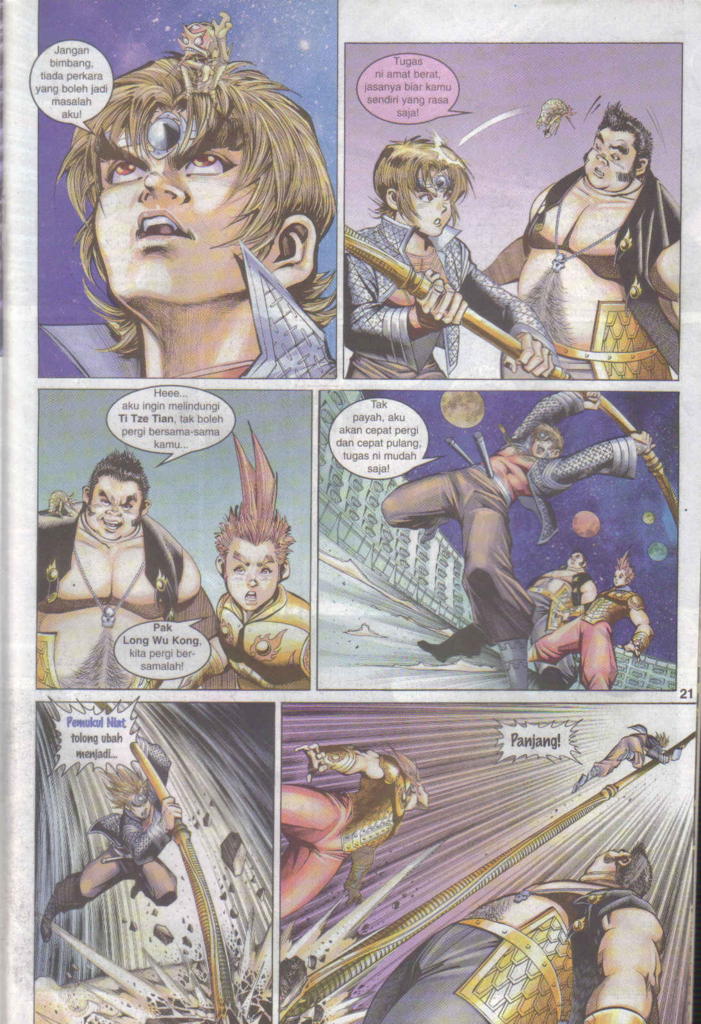 Jangan
bimbang,
tiada perkara
yang boleh jadi
masalah
aku!
Tugas
ni amat berat,
jasanya biar kamu
sendiri yang rasa
saja!
Heee...
aku ingin melindungi
Ti Tze Tian, tak boleh
pergi bersama-sama
kamu...
Pak
Long Wu Kong,
kita pergi ber-
samalah!
Tak
payah, aku
akan cepat pergi
dan cepat pulang,
tugas ni mudah
saja!
21
Pemukul Niat
tolong ubah
menjadi...
Panjang!